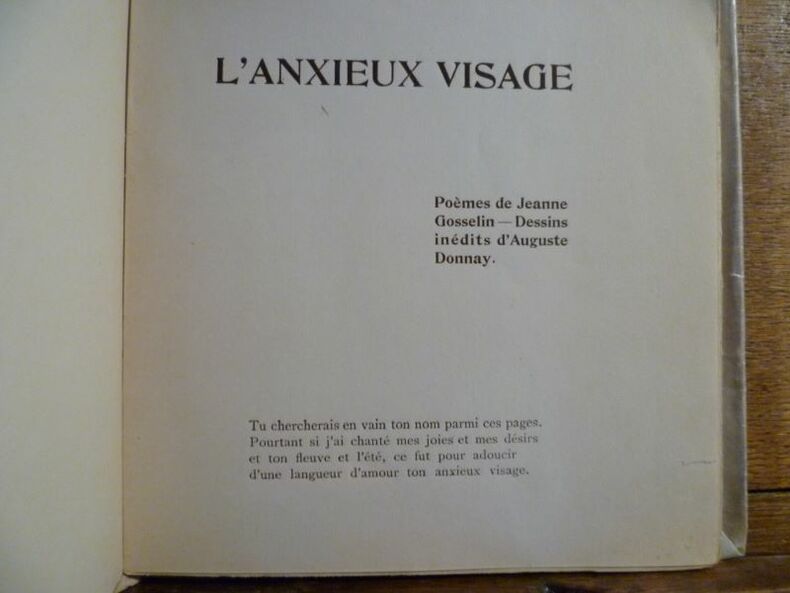 L'ANXIEUX VISAGE
Poèmes de Jeanne
Gosselin — Dessins
inédits d'Auguste
Donnay.
Tu chercherais en vain ton nom parmi ces pages.
Pourtant si j'ai chanté mes joies et mes désirs
et ton fleuve et l'été, ce fut pour adoucir
d'une langueur d'amour ton anxieux visage.